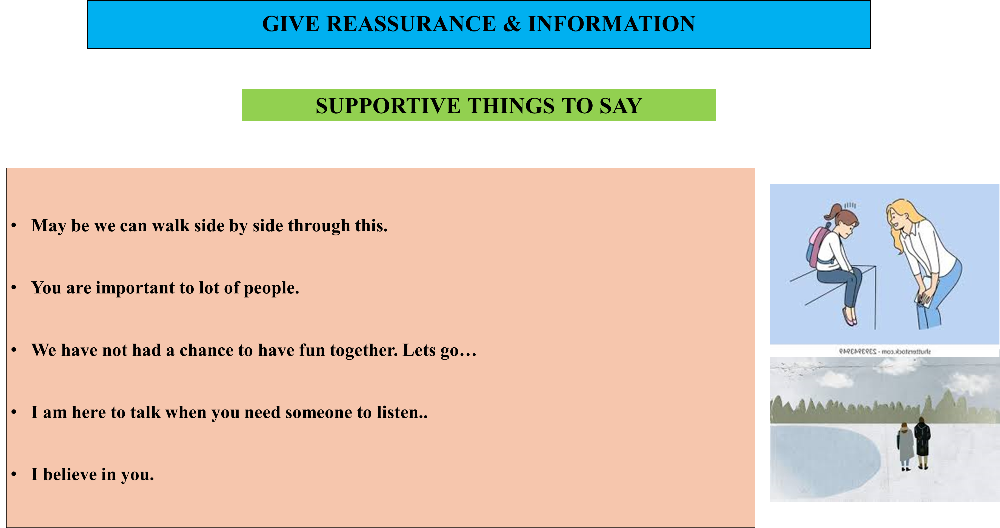 GIVE REASSURANCE & INFORMATION
SUPPORTIVE THINGS TO SAY
• May be we can walk side by side through this.
• You are important to lot of people.
• We have not had a chance to have fun together. Lets go…
• I am here to talk when you need someone to listen..
• I believe in you.
shutterstock.com · 2393943949